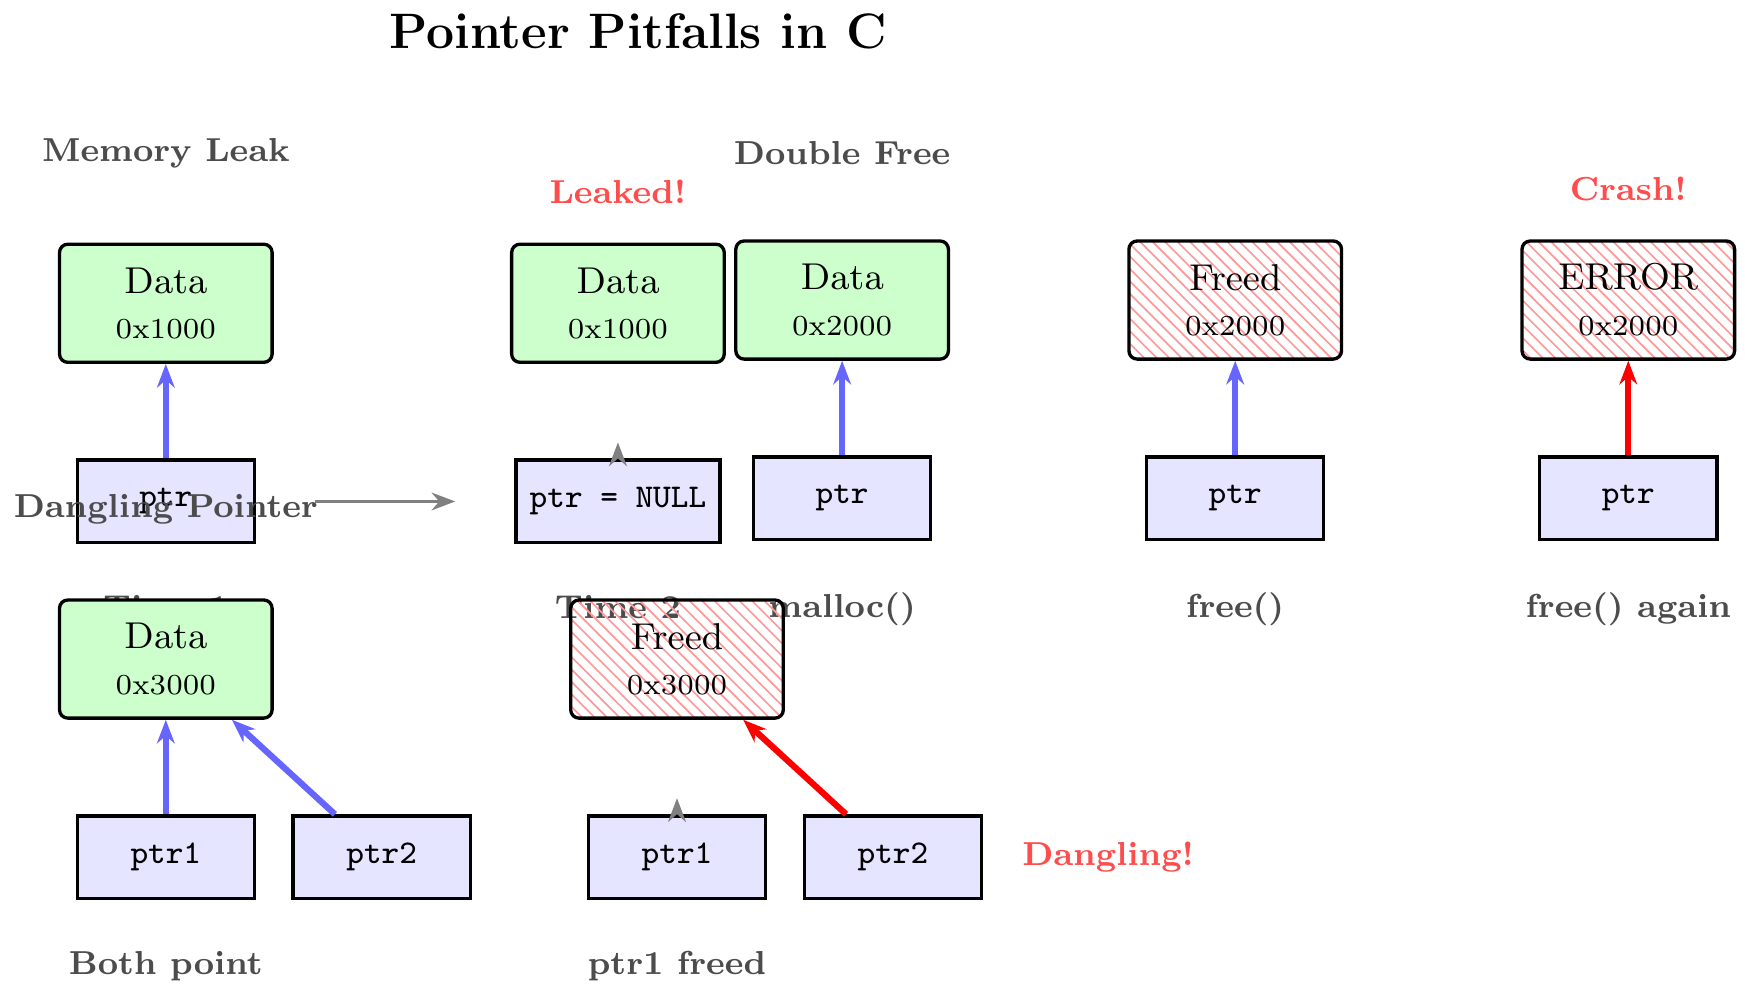 Pointer Pitfalls in C
Memory Leak
Double Free
Leaked!
Crash!
Data
0x1000
Data
0x1000
Data
0x2000
Freed
0x2000
ERROR
0x2000
ptr
ptr = NULL
ptr
ptr
ptr
Dangling Pointer
Time 2
malloc()
free()
free() again
Data
0x3000
Freed
0x3000
ptr1
ptr2
ptr1
ptr2
Dangling!
Both point
ptr1 freed